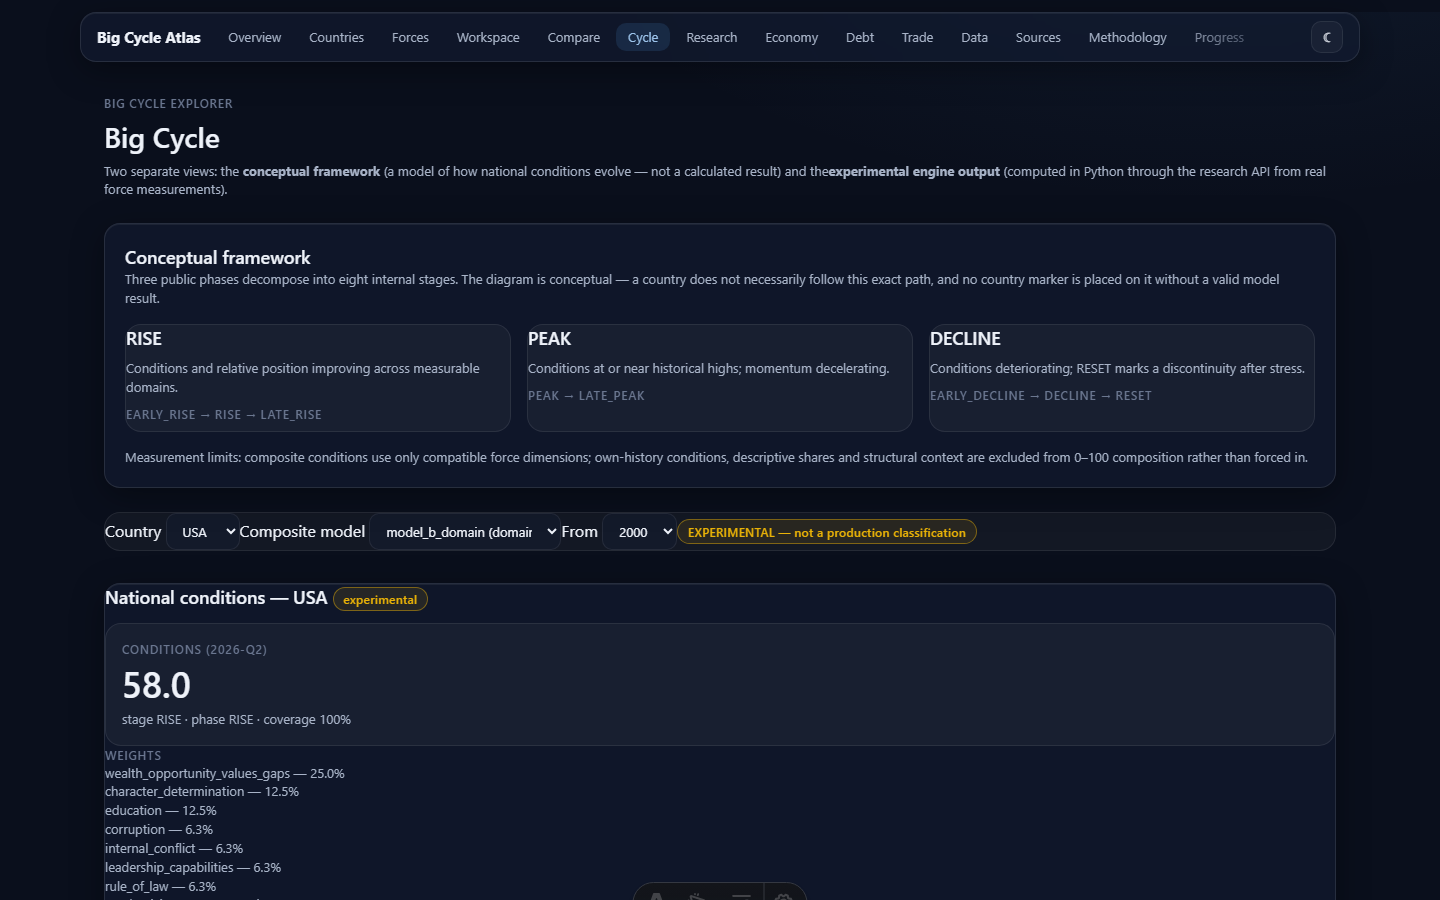 Big Cycle Atlas Overview Countries Forces Workspace Compare Cycle Research Economy Debt Trade Data Sources Methodology Progress
BIG CYCLE EXPLORER
Big Cycle
Two separate views: the conceptual framework (a model of how national conditions evolve — not a calculated result) and theexperimental engine output (computed in Python through the research API from real
force measurements).
Conceptual framework
Three public phases decompose into eight internal stages. The diagram is conceptual — a country does not necessarily follow this exact path, and no country marker is placed on it without a valid model
result.
RISE
Conditions and relative position improving across measurable
domains.
EARLY_RISE → RISE → LATE_RISE
PEAK
Conditions at or near historical highs; momentum decelerating.
PEAK → LATE_PEAK
DECLINE
Conditions deteriorating; RESET marks a discontinuity after stress.
EARLY_DECLINE → DECLINE → RESET
Measurement limits: composite conditions use only compatible force dimensions; own-history conditions, descriptive shares and structural context are excluded from 0–100 composition rather than forced in.
Country USA Composite model model_b_domain (domair From 2000 EXPERIMENTAL — not a production classification
National conditions — USA experimental
CONDITIONS (2026-Q2)
58.0
stage RISE · phase RISE · coverage 100%
WEIGHTS
wealth_opportunity_values_gaps — 25.0%
character_determination — 12.5%
education — 12.5%
corruption — 6.3%
internal_conflict — 6.3%
leadership_capabilities — 6.3%
rule_of_law — 6.3%